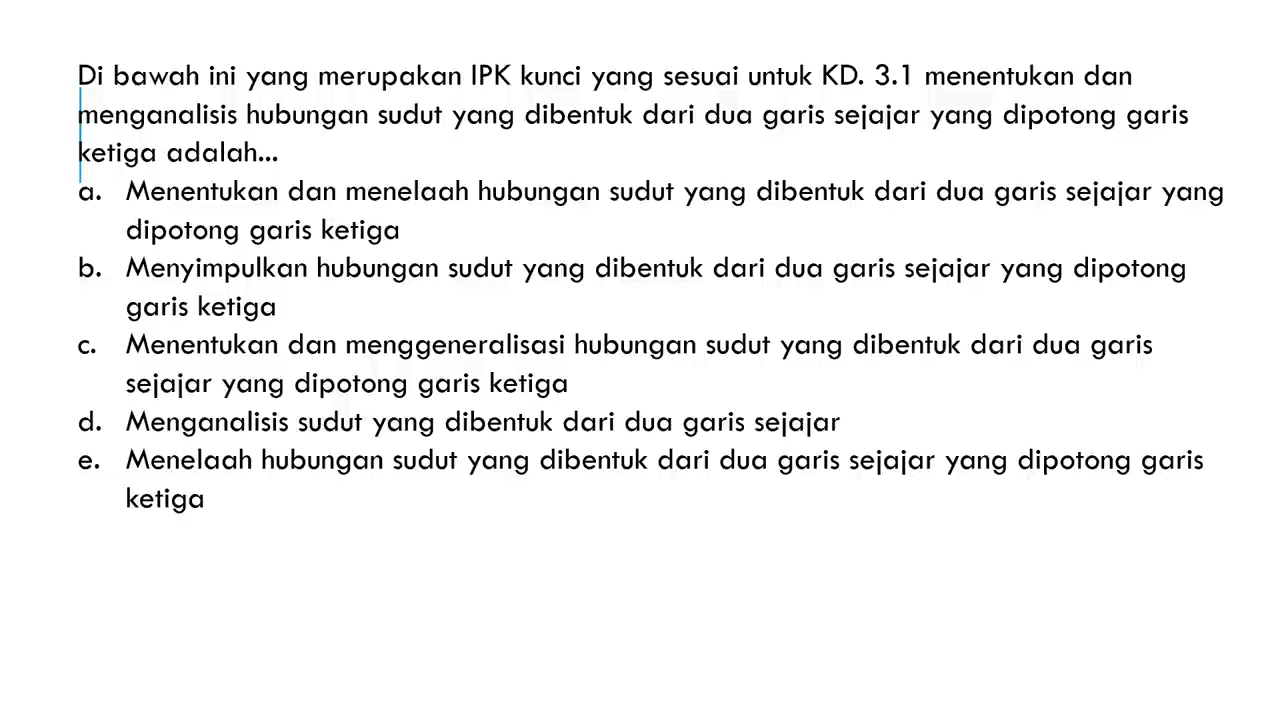 Di bawah ini yang merupakan IPK kunci yang sesuai untuk KD. 3.1 menentukan dan
menganalisis hubungan sudut yang dibentuk dari dua garis sejajar yang dipotong garis
ketiga adalah...
a. Menentukan dan menelaah hubungan sudut yang dibentuk dari dua garis sejajar yang
dipotong garis ketiga
b. Menyimpulkan hubungan sudut yang dibentuk dari dua garis sejajar yang dipotong
garis ketiga
c. Menentukan dan menggeneralisasi hubungan sudut yang dibentuk dari dua garis
sejajar yang dipotong garis ketiga
d. Menganalisis sudut yang dibentuk dari dua garis sejajar
e. Menelaah hubungan sudut yang dibentuk dari dua garis sejajar yang dipotong garis
ketiga